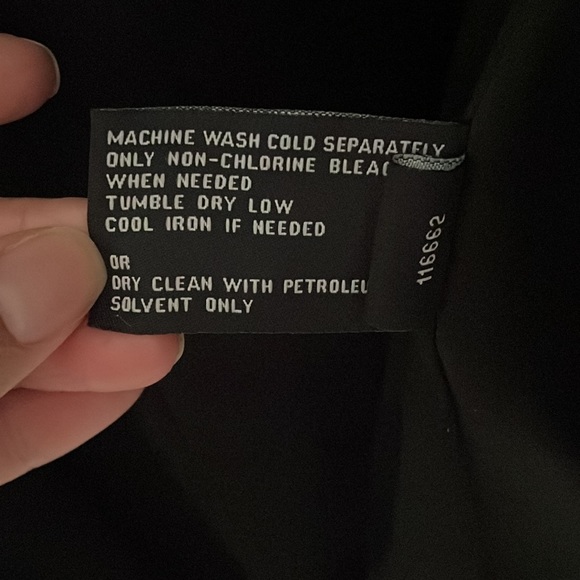 MACHINE WASH COLD SEPARATELY
ONLY NON-CHLORINE BLEAC
WHEN NEEDED
TUMBLE DRY LOW
COOL IRON IF NEEDED
OR
DRY CLEAN WITH PETROLEU
SOLVENT ONLY
116662